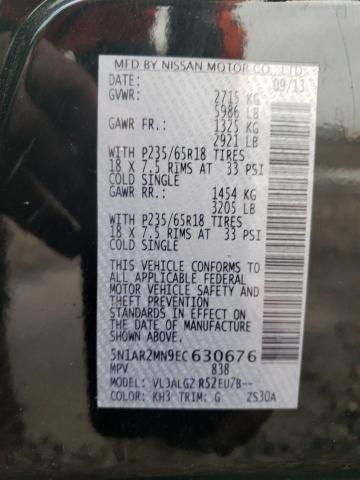 MFD BY NISSAN MOTOR CO., LTD.
DATE: 09/13
GVWR: 2715 KG
5986 LB
GAWR FR.: 1325 KG
2921 LB
WITH P235/65R18 TIRES
18 X 7.5 RIMS AT 33 PSI
COLD SINGLE
GAWR RR.: 1454 KG
3205 LB
WITH P235/65R18 TIRES
18 X 7.5 RIMS AT 33 PSI
COLD SINGLE
THIS VEHICLE CONFORMS TO
ALL APPLICABLE FEDERAL
MOTOR VEHICLE SAFETY AND
THEFT PREVENTION
STANDARDS IN EFFECT ON
THE DATE OF MANUFACTURE
SHOWN ABOVE.
5N1AR2MN9EC630676
MPV 838
MODEL:
COLOR: KH3 TRIM: G ZS30A